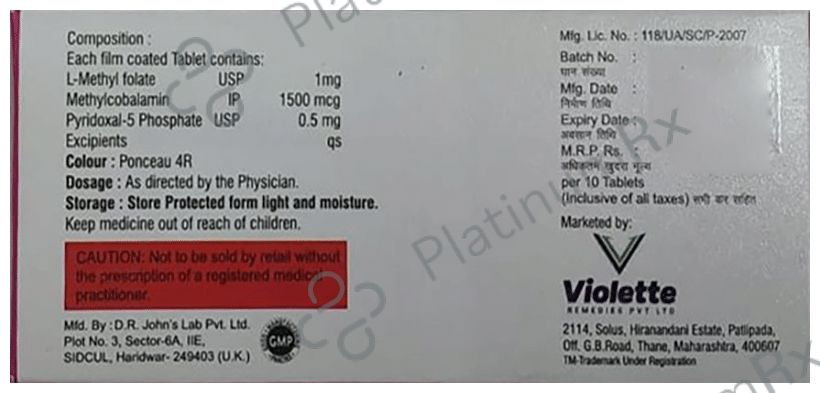 Composition :
Each film coated Tablet contains:
L-Methyl folate USP 1mg
Methylcobalamin IP 1500 mcg
Pyridoxal-5 Phosphate USP 0.5 mg
Excipients qs
Colour : Ponceau 4R
Dosage : As directed by the Physician.
Storage : Store Protected form light and moisture.
Keep medicine out of reach of children.
CAUTION: Not to be sold by retail without
the prescription of a registered medical
practitioner.
Mfd. By : D.R. John's Lab Pvt. Ltd.
Plot No. 3, Sector-6A, IIE,
SIDCUL, Haridwar- 249403 (U.K.)
GMP
Mfg. Lic. No. : 118/UA/SC/P-2007
Batch No. :
घान संख्या
Mfg. Date :
निर्माण तिथि
Expiry Date :
अवसान तिथि
M.R.P. Rs. :
अधिकतम खुदरा मूल्य
per 10 Tablets
(Inclusive of all taxes) सभी कर सहित
Marketed by:
Violette
REMEDIES PVT LTD
2114, Solus, Hiranandani Estate, Patlipada,
Off. G.B.Road, Thane, Maharashtra, 400607
TM-Trademark Under Registration
PlatinumRx
PlatinumRx